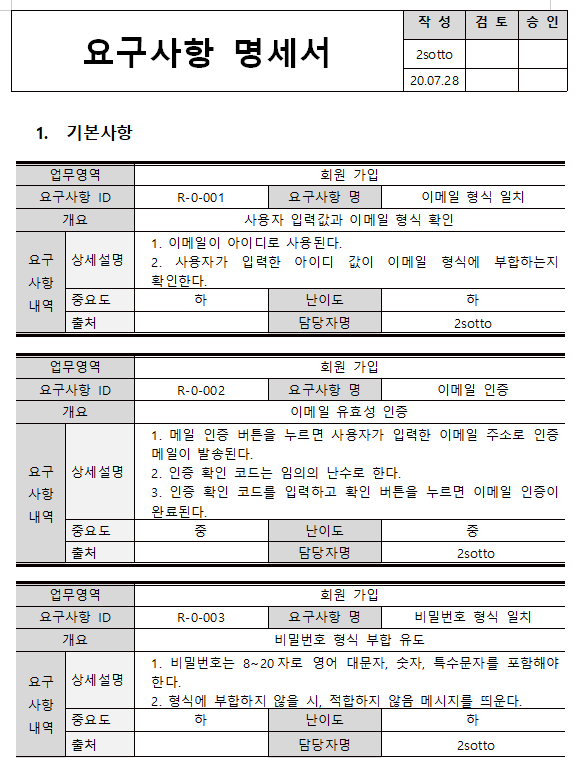 요구사항 명세서
작 성 검 토 승 인
2sotto
20.07.28
1. 기본사항
업무영역 회원 가입
요구사항 ID R-0-001 요구사항 명 이메일 형식 일치
개요 사용자 입력값과 이메일 형식 확인
요구
사항
내역
상세설명
1. 이메일이 아이디로 사용된다.
2. 사용자가 입력한 아이디 값이 이메일 형식에 부합하는지
확인한다.
중요도 하 난이도 하
출처 담당자명 2sotto
업무영역 회원 가입
요구사항 ID R-0-002 요구사항 명 이메일 인증
개요 이메일 유효성 인증
요구
사항
내역
상세설명
1. 메일 인증 버튼을 누르면 사용자가 입력한 이메일 주소로 인증
메일이 발송된다.
2. 인증 확인 코드는 임의의 난수로 한다.
3. 인증 확인 코드를 입력하고 확인 버튼을 누르면 이메일 인증이
완료된다.
중요도 중 난이도 중
출처 담당자명 2sotto
업무영역 회원 가입
요구사항 ID R-0-003 요구사항 명 비밀번호 형식 일치
개요 비밀번호 형식 부합 유도
요구
사항
내역
상세설명
1. 비밀번호는 8~20자로 영어 대문자, 숫자, 특수문자를 포함해야
한다.
2. 형식에 부합하지 않을 시, 적합하지 않음 메시지를 띄운다.
중요도 하 난이도 하
출처 담당자명 2sotto